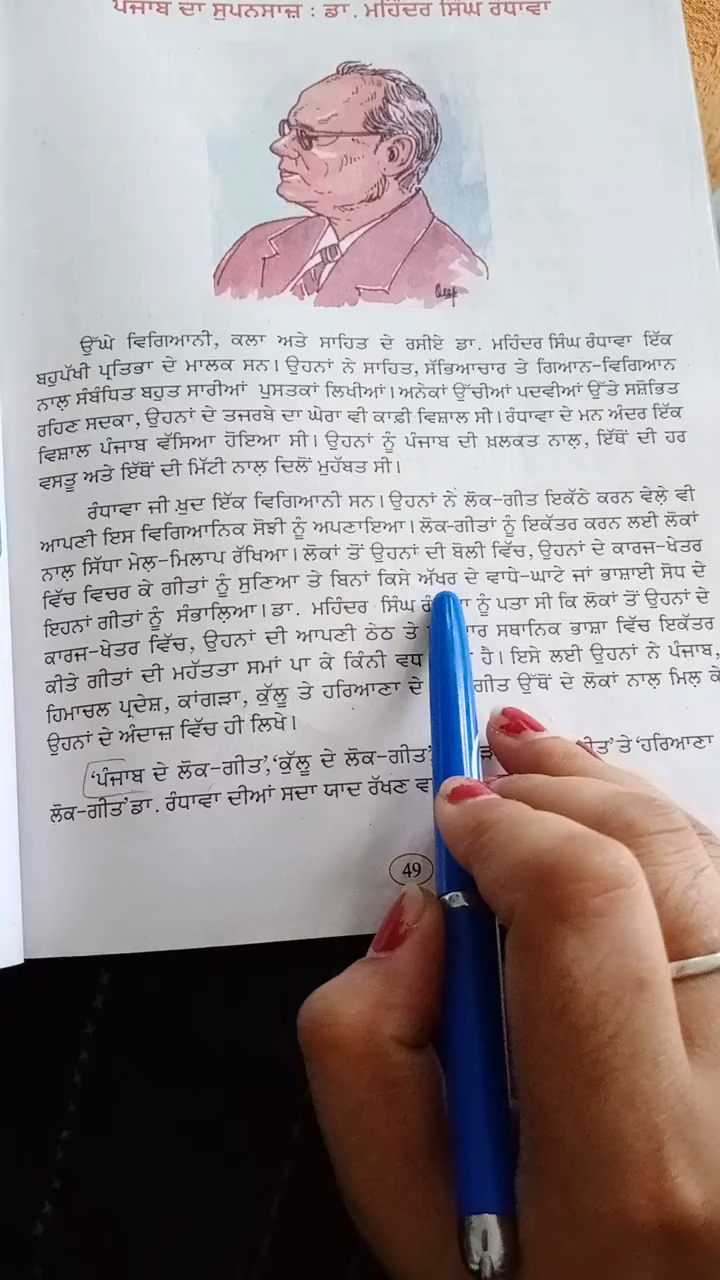 ਪੰਜਾਬ ਦਾ ਸੁਪਨਸਾਜ਼ : ਡਾ. ਮਹਿੰਦਰ ਸਿੰਘ ਰੰਧਾਵਾ
ਉੱਘੇ ਵਿਗਿਆਨੀ, ਕਲਾ ਅਤੇ ਸਾਹਿਤ ਦੇ ਰਸੀਏ ਡਾ. ਮਹਿੰਦਰ ਸਿੰਘ ਰੰਧਾਵਾ ਇੱਕ
ਬਹੁਪੱਖੀ ਪ੍ਰਤਿਭਾ ਦੇ ਮਾਲਕ ਸਨ। ਉਹਨਾਂ ਨੇ ਸਾਹਿਤ, ਸੱਭਿਆਚਾਰ ਤੇ ਗਿਆਨ-ਵਿਗਿਆਨ
ਨਾਲ਼ ਸੰਬੰਧਿਤ ਬਹੁਤ ਸਾਰੀਆਂ ਪੁਸਤਕਾਂ ਲਿਖੀਆਂ। ਅਨੇਕਾਂ ਉੱਚੀਆਂ ਪਦਵੀਆਂ ਉੱਤੇ ਸਸ਼ੋਭਿਤ
ਰਹਿਣ ਸਦਕਾ, ਉਹਨਾਂ ਦੇ ਤਜਰਬੇ ਦਾ ਘੇਰਾ ਵੀ ਕਾਫ਼ੀ ਵਿਸ਼ਾਲ ਸੀ। ਰੰਧਾਵਾ ਦੇ ਮਨ ਅੰਦਰ ਇੱਕ
ਵਿਸ਼ਾਲ ਪੰਜਾਬ ਵੱਸਿਆ ਹੋਇਆ ਸੀ। ਉਹਨਾਂ ਨੂੰ ਪੰਜਾਬ ਦੀ ਖ਼ਲਕਤ ਨਾਲ਼, ਇੱਥੋਂ ਦੀ ਹਰ
ਵਸਤੂ ਅਤੇ ਇੱਥੋਂ ਦੀ ਮਿੱਟੀ ਨਾਲ਼ ਦਿਲੋਂ ਮੁਹੱਬਤ ਸੀ।
ਰੰਧਾਵਾ ਜੀ ਖ਼ੁਦ ਇੱਕ ਵਿਗਿਆਨੀ ਸਨ। ਉਹਨਾਂ ਨੇ ਲੋਕ-ਗੀਤ ਇਕੱਠੇ ਕਰਨ ਵੇਲ਼ੇ ਵੀ
ਆਪਣੀ ਇਸ ਵਿਗਿਆਨਿਕ ਸੋਝੀ ਨੂੰ ਅਪਣਾਇਆ। ਲੋਕ-ਗੀਤਾਂ ਨੂੰ ਇਕੱਤਰ ਕਰਨ ਲਈ ਲੋਕਾਂ
ਨਾਲ਼ ਸਿੱਧਾ ਮੇਲ਼-ਮਿਲਾਪ ਰੱਖਿਆ। ਲੋਕਾਂ ਤੋਂ ਉਹਨਾਂ ਦੀ ਬੋਲੀ ਵਿੱਚ, ਉਹਨਾਂ ਦੇ ਕਾਰਜ-ਖੇਤਰ
ਵਿੱਚ ਵਿਚਰ ਕੇ ਗੀਤਾਂ ਨੂੰ ਸੁਣਿਆ ਤੇ ਬਿਨਾਂ ਕਿਸੇ ਅੱਖਰ ਦੇ ਵਾਧੇ-ਘਾਟੇ ਜਾਂ ਭਾਸ਼ਾਈ ਸੋਧ ਦੇ
ਇਹਨਾਂ ਗੀਤਾਂ ਨੂੰ ਸੰਭਾਲ਼ਿਆ। ਡਾ. ਮਹਿੰਦਰ ਸਿੰਘ ਨੂੰ ਪਤਾ ਸੀ ਕਿ ਲੋਕਾਂ ਤੋਂ ਉਹਨਾਂ ਦੇ
ਕਾਰਜ-ਖੇਤਰ ਵਿੱਚ, ਉਹਨਾਂ ਦੀ ਆਪਣੀ ਠੇਠ ਤੇ ਸਥਾਨਿਕ ਭਾਸ਼ਾ ਵਿੱਚ ਇਕੱਤਰ
ਕੀਤੇ ਗੀਤਾਂ ਦੀ ਮਹੱਤਤਾ ਸਮਾਂ ਪਾ ਕੇ ਕਿੰਨੀ ਵਧ ਹੈ। ਇਸੇ ਲਈ ਉਹਨਾਂ ਨੇ ਪੰਜਾਬ,
ਹਿਮਾਚਲ ਪ੍ਰਦੇਸ਼, ਕਾਂਗੜਾ, ਕੁੱਲੂ ਤੇ ਹਰਿਆਣਾ ਦੇ ਗੀਤ ਉੱਥੋਂ ਦੇ ਲੋਕਾਂ ਨਾਲ਼ ਮਿਲ਼ ਕੇ
ਉਹਨਾਂ ਦੇ ਅੰਦਾਜ਼ ਵਿੱਚ ਹੀ ਲਿਖੇ।
'ਪੰਜਾਬ ਦੇ ਲੋਕ-ਗੀਤ','ਕੁੱਲੂ ਦੇ ਲੋਕ-ਗੀਤ' ਤੇ 'ਹਰਿਆਣਾ
ਲੋਕ-ਗੀਤ' ਡਾ. ਰੰਧਾਵਾ ਦੀਆਂ ਸਦਾ ਯਾਦ ਰੱਖਣ
49